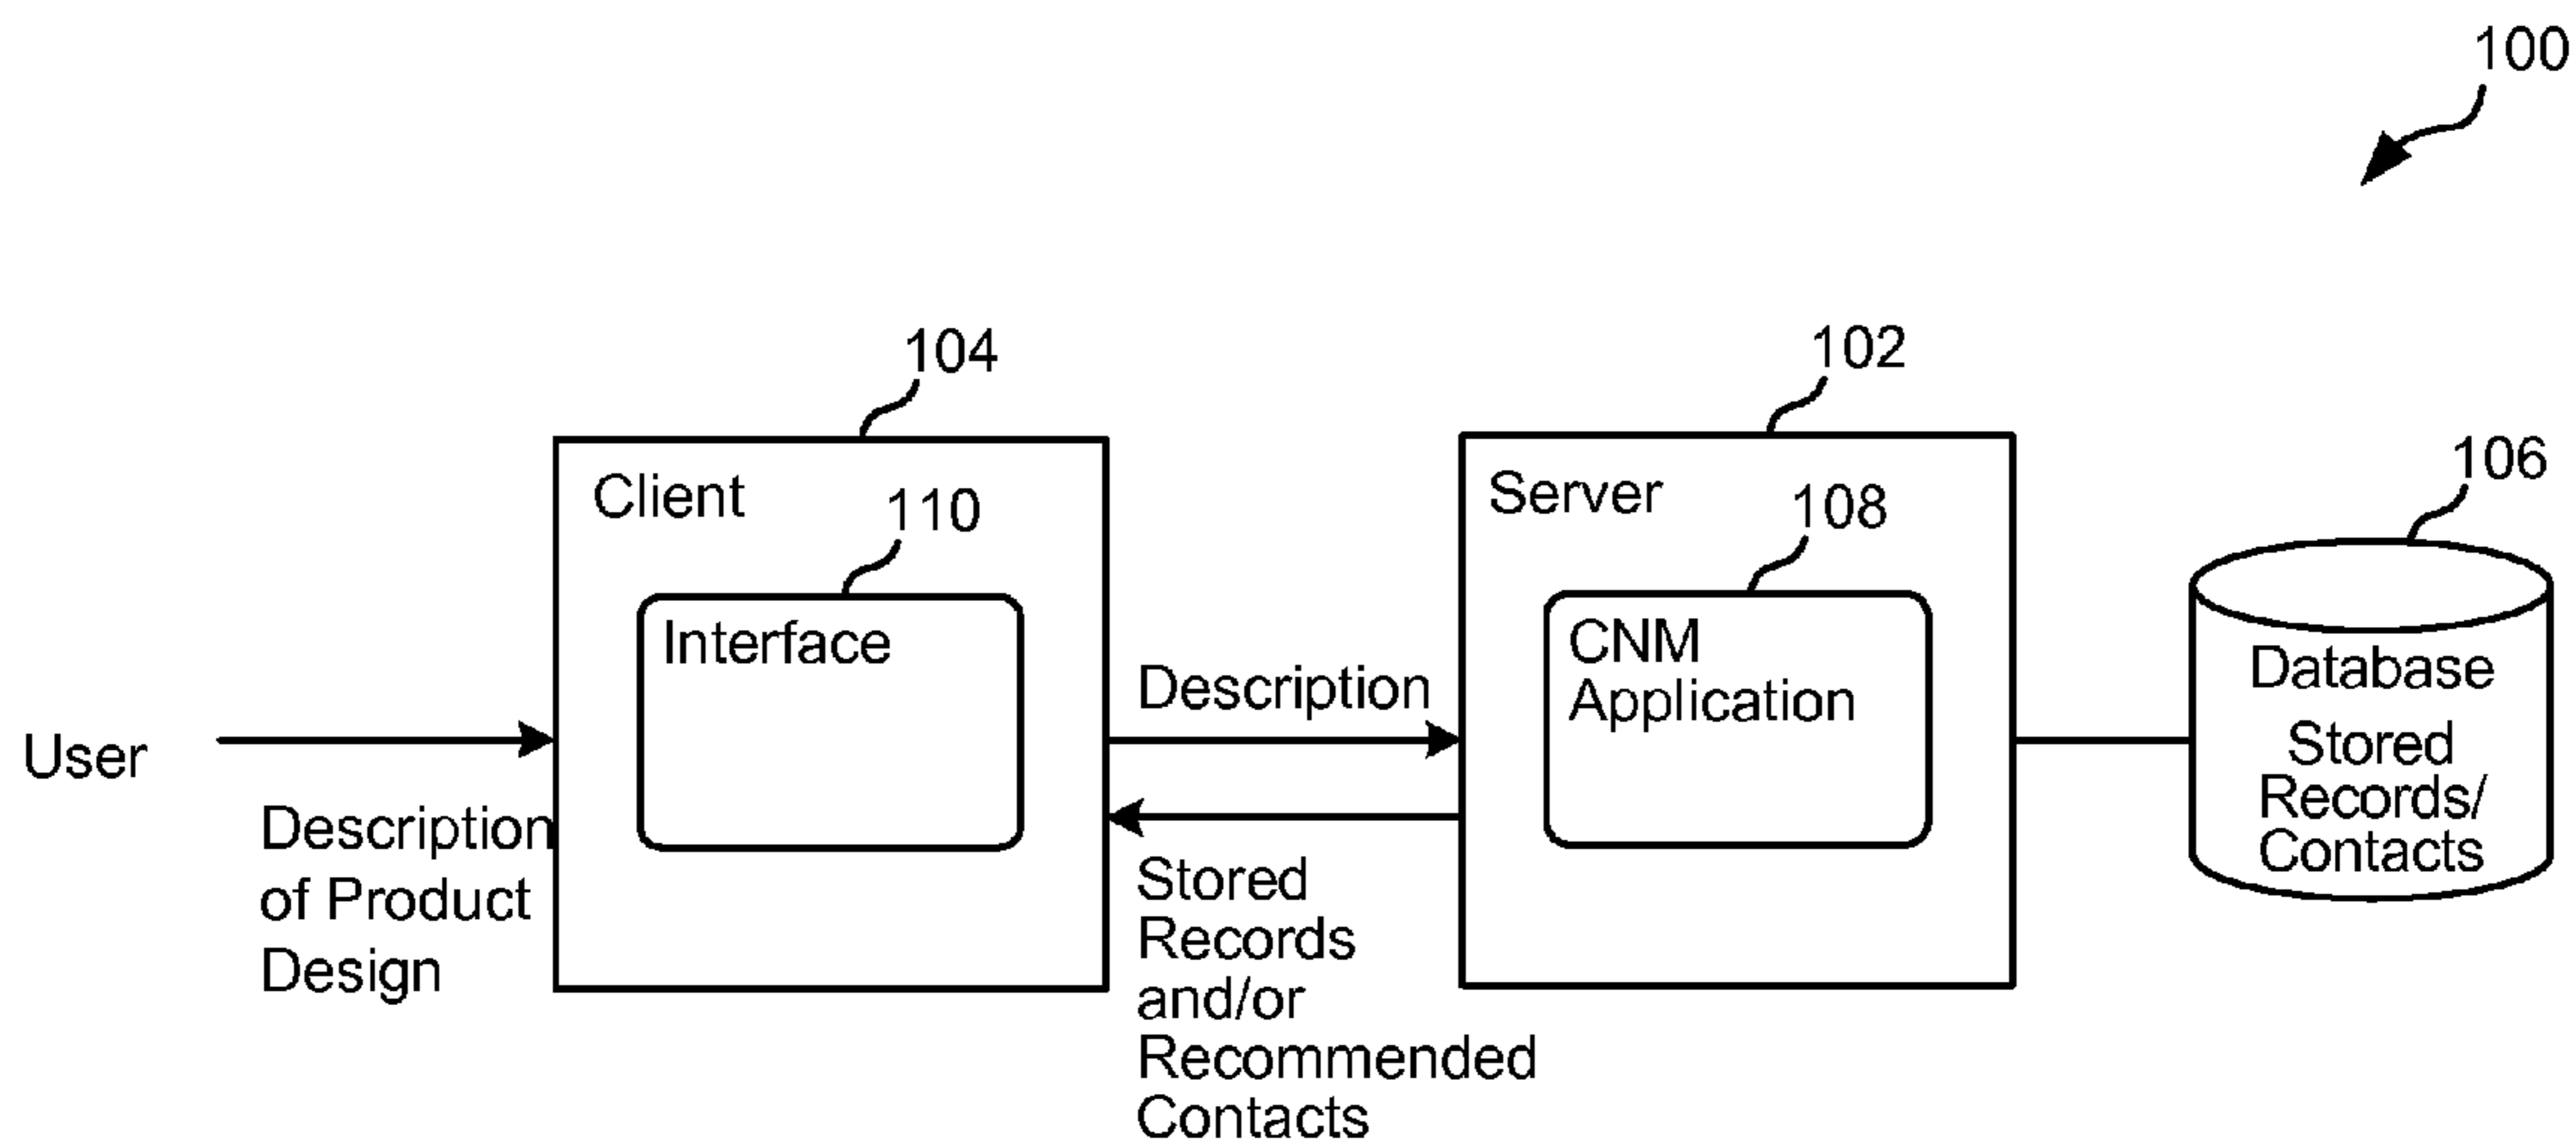 100
104
102
106
Client
110
Server
108
Interface
CNM
Application
Database
Stored
Records/
Contacts
User
Description
of Product
Design
Description
Stored
Records
and/or
Recommended
Contacts